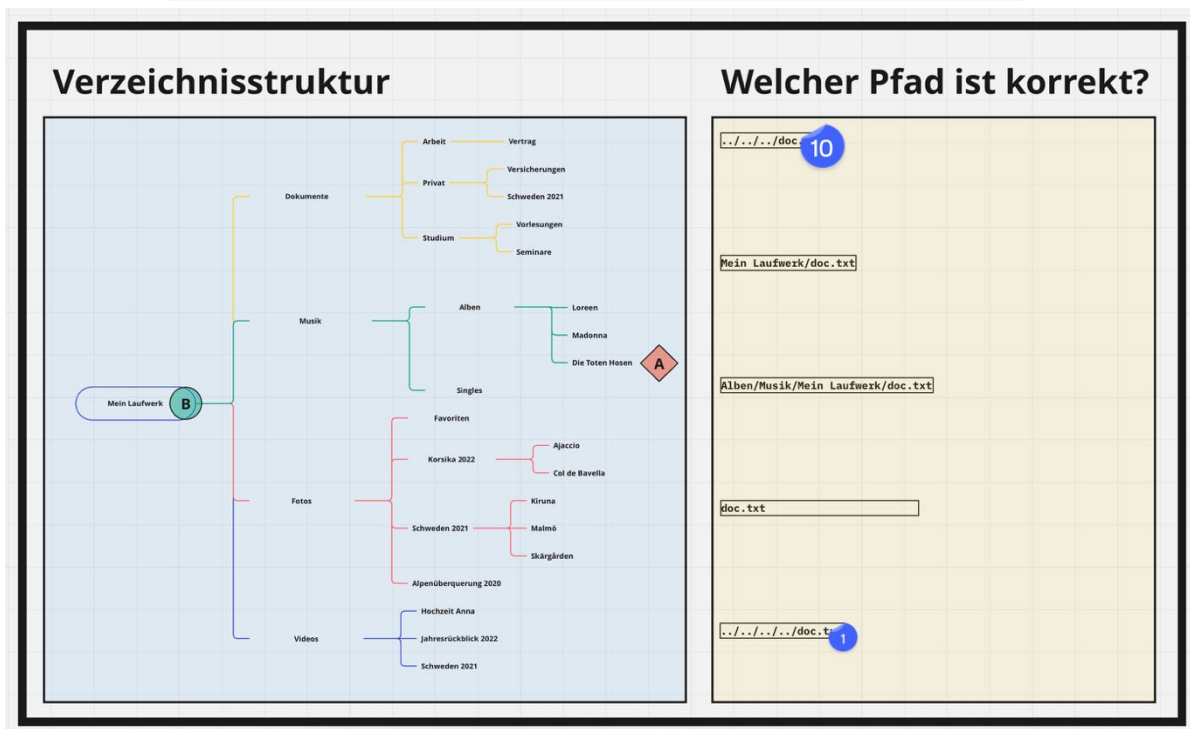 Verzeichnisstruktur
Welcher Pfad ist korrekt?
Mein Laufwerk
B
Dokumente
Arbeit
Vertrag
Privat
Versicherungen
Schweden 2021
Studium
Vorlesungen
Seminare
Musik
Alben
Loreen
Madonna
Die Toten Hosen
A
Singles
Fotos
Favoriten
Korsika 2022
Ajaccio
Col de Bavella
Schweden 2021
Kiruna
Malmö
Skärgården
Alpenüberquerung 2020
Videos
Hochzeit Anna
Jahresrückblick 2022
Schweden 2021
../../../doc.
10
Mein Laufwerk/doc.txt
Alben/Musik/Mein Laufwerk/doc.txt
doc.txt
../../../../doc.t
1